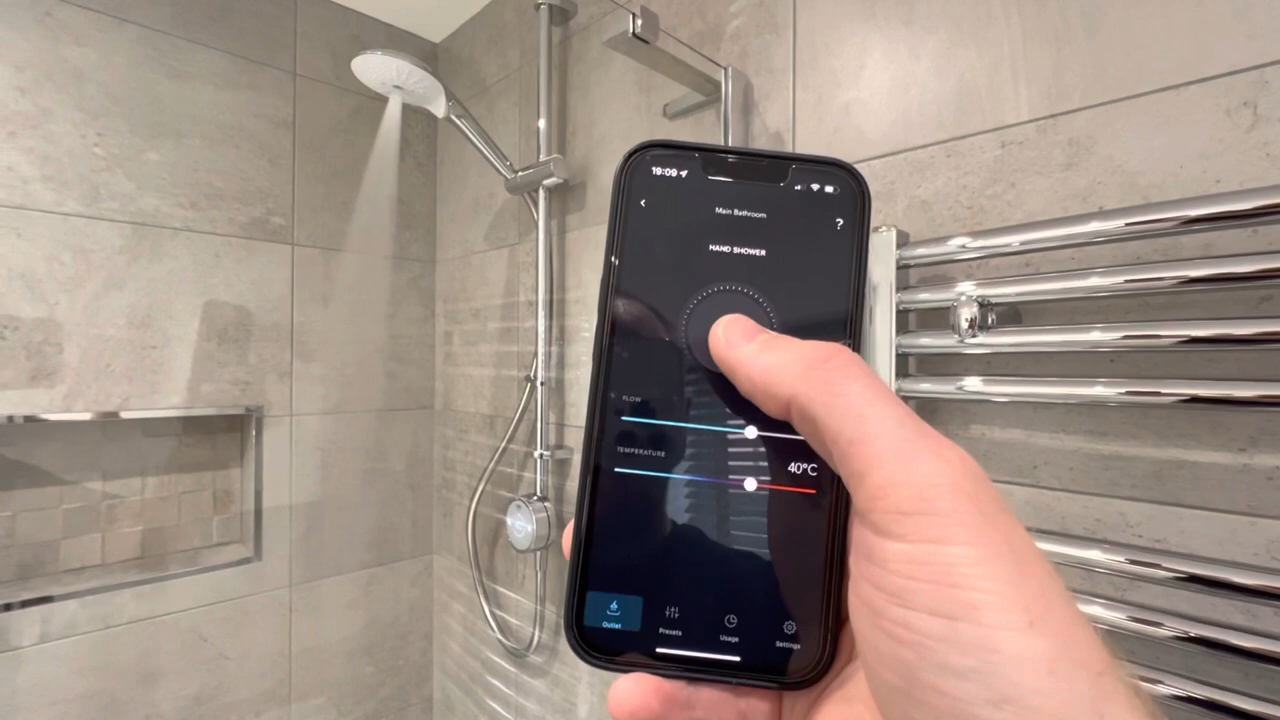 19:09
Main Bathroom
?
HAND SHOWER
FLOW
TEMPERATURE
40°C
Outlet
Presets
Usage
Settings